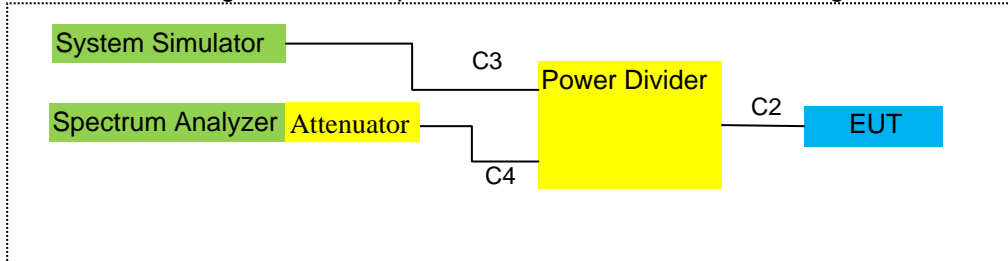 System Simulator
C3
Power Divider
Spectrum Analyzer Attenuator
C4
C2
EUT